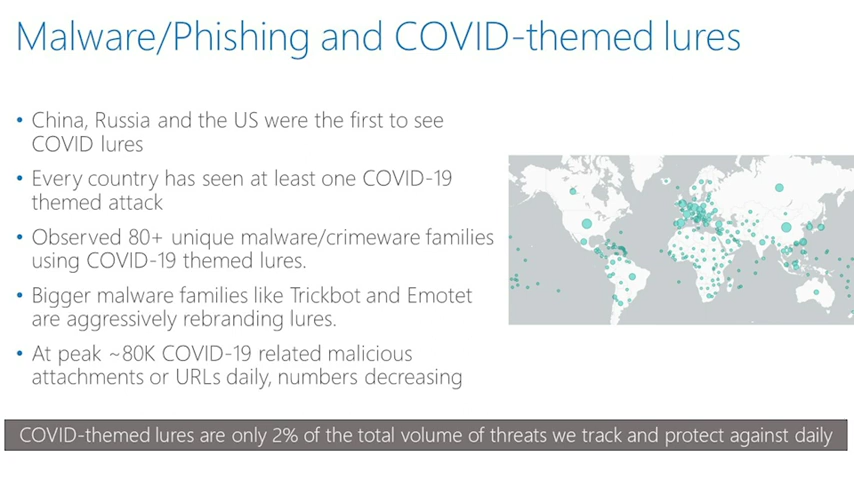 Malware/Phishing and COVID-themed lures
• China, Russia and the US were the first to see
COVID lures
• Every country has seen at least one COVID-19
themed attack
• Observed 80+ unique malware/crimeware families
using COVID-19 themed lures.
• Bigger malware families like Trickbot and Emotet
are aggressively rebranding lures.
• At peak ~80K COVID-19 related malicious
attachments or URLs daily, numbers decreasing
COVID-themed lures are only 2% of the total volume of threats we track and protect against daily